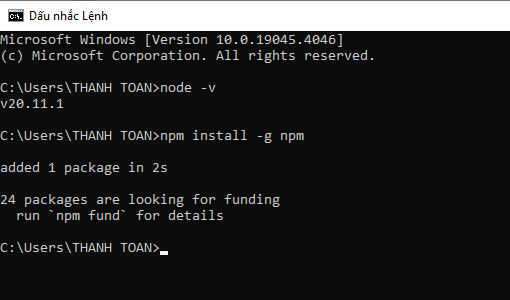 Dấu nhắc Lệnh
Microsoft Windows [Version 10.0.19045.4046]
(c) Microsoft Corporation. All rights reserved.
C:\Users\THANH TOAN>node -v
v20.11.1
C:\Users\THANH TOAN>npm install -g npm
added 1 package in 2s
24 packages are looking for funding
  run `npm fund` for details
C:\Users\THANH TOAN>